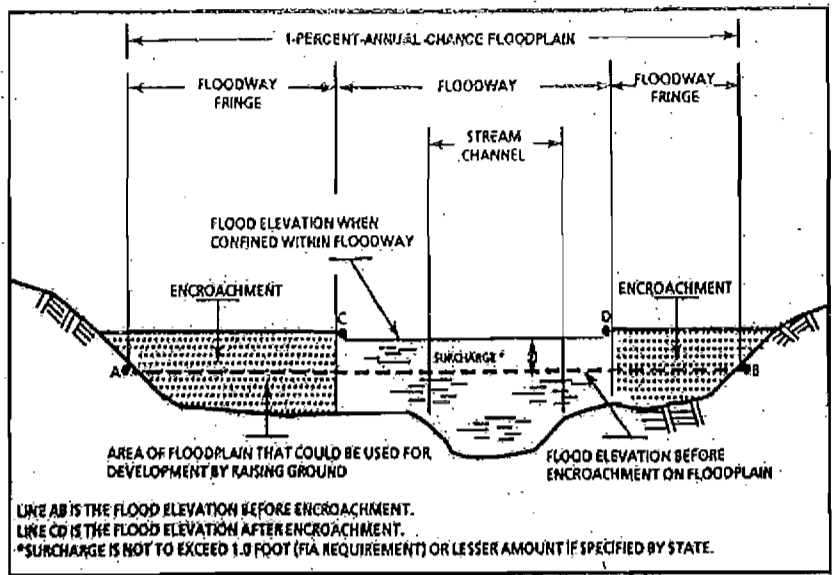 1-PERCENT-ANNUAL-CHANCE FLOODPLAIN
FLOODWAY
FRINGE
FLOODWAY
FLOODWAY
FRINGE
STREAM
CHANNEL
FLOOD ELEVATION WHEN
CONFINED WITHIN FLOODWAY
ENCROACHMENT
ENCROACHMENT
C
D
SURCHARGE*
A
B
AREA OF FLOODPLAIN THAT COULD BE USED FOR
DEVELOPMENT BY RAISING GROUND
FLOOD ELEVATION BEFORE
ENCROACHMENT ON FLOODPLAIN
LINE AB IS THE FLOOD ELEVATION BEFORE ENCROACHMENT.
LINE CD IS THE FLOOD ELEVATION AFTER ENCROACHMENT.
*SURCHARGE IS NOT TO EXCEED 1.0 FOOT (FIA REQUIREMENT) OR LESSER AMOUNT IF SPECIFIED BY STATE.